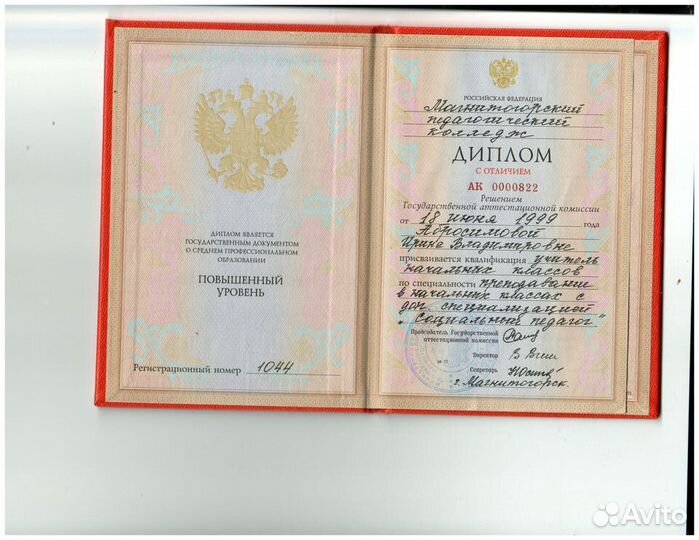 ДИПЛОМ ЯВЛЯЕТСЯ
ГОСУДАРСТВЕННЫМ ДОКУМЕНТОМ
О СРЕДНЕМ ПРОФЕССИОНАЛЬНОМ
ОБРАЗОВАНИИ
ПОВЫШЕННЫЙ
УРОВЕНЬ
Регистрационный номер 1044
РОССИЙСКАЯ ФЕДЕРАЦИЯ
Магнитогорский
педагогический
колледж
ДИПЛОМ
С ОТЛИЧИЕМ
АК 0000822
Решением
Государственной аттестационной комиссии
от 18 июня 1999 года
Абросимовой
Ирине Владимировне
присваивается квалификация учитель
начальных классов
по специальности преподавание
в начальных классах с
доп. специализацией
"Социальный педагог"
Председатель Государственной
аттестационной комиссии
Директор
М.П.
Секретарь
г. Магнитогорск.
Avito